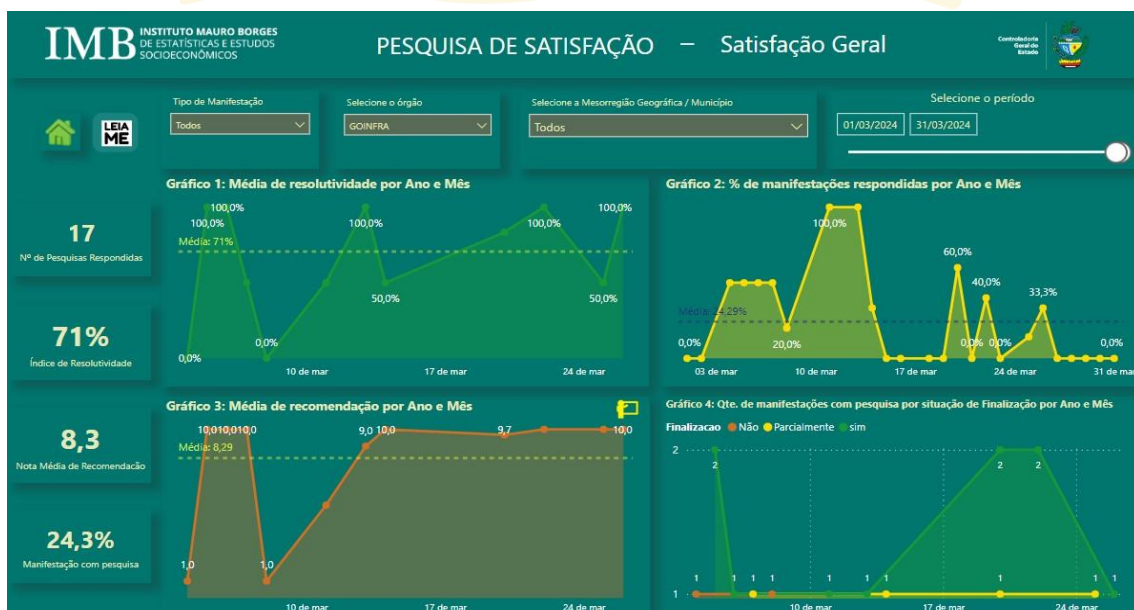 IMB
INSTITUTO MAURO BORGES
DE ESTATÍSTICAS E ESTUDOS
SOCIOECONÔMICOS
PESQUISA DE SATISFAÇÃO – Satisfação Geral
Controladoria
Geral do
Estado
Tipo de Manifestação
Todos
Selecione o órgão
GOINFRA
Selecione a Mesorregião Geográfica / Município
Todos
Selecione o período
01/03/2024 31/03/2024
LEIA
ME
17
Nº de Pesquisas Respondidas
71%
Índice de Resolutividade
8,3
Nota Média de Recomendacão
24,3%
Manifestação com pesquisa
Gráfico 1: Média de resolutividade por Ano e Mês
100,0%
100,0% 100,0% 100,0% 100,0%
Média: 71%
50,0% 50,0%
0,0% 0,0%
10 de mar 17 de mar 24 de mar
Gráfico 2: % de manifestações respondidas por Ano e Mês
100,0%
60,0%
40,0%
33,3%
Média: 24,29%
0,0% 20,0% 0,0% 0,0% 0,0%
03 de mar 10 de mar 17 de mar 24 de mar 31 de mar
Gráfico 3: Média de recomendação por Ano e Mês
9,0 10,0 9,7 10,0
Média: 8,29
1,0 1,0
10 de mar 17 de mar 24 de mar
Gráfico 4: Qte. de manifestações com pesquisa por situação de Finalização por Ano e Mês
Finalizacao Não Parcialmente sim
2
2 2 2
1 1 1 1 1 1 1 1 1 1 1 1
10 de mar 17 de mar 24 de mar